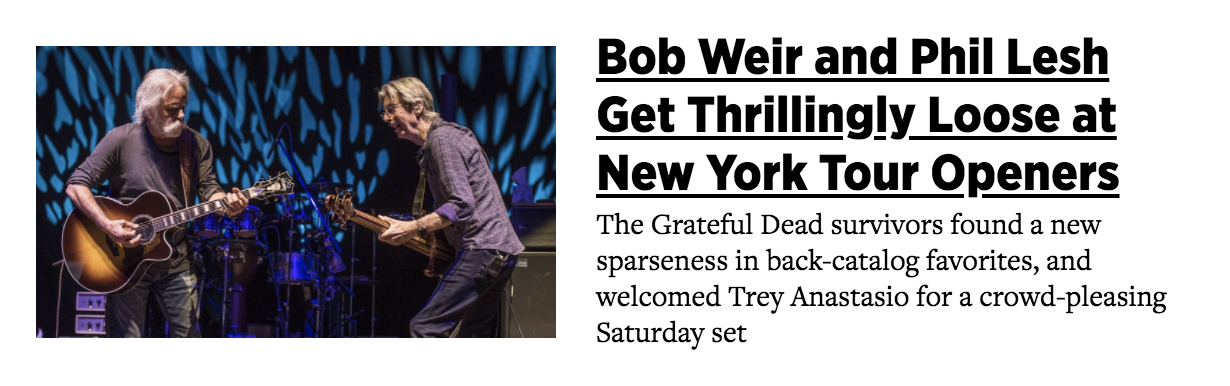 Bob Weir and Phil Lesh
Get Thrillingly Loose at
New York Tour Openers
The Grateful Dead survivors found a new
sparseness in back-catalog favorites, and
welcomed Trey Anastasio for a crowd-pleasing
Saturday set